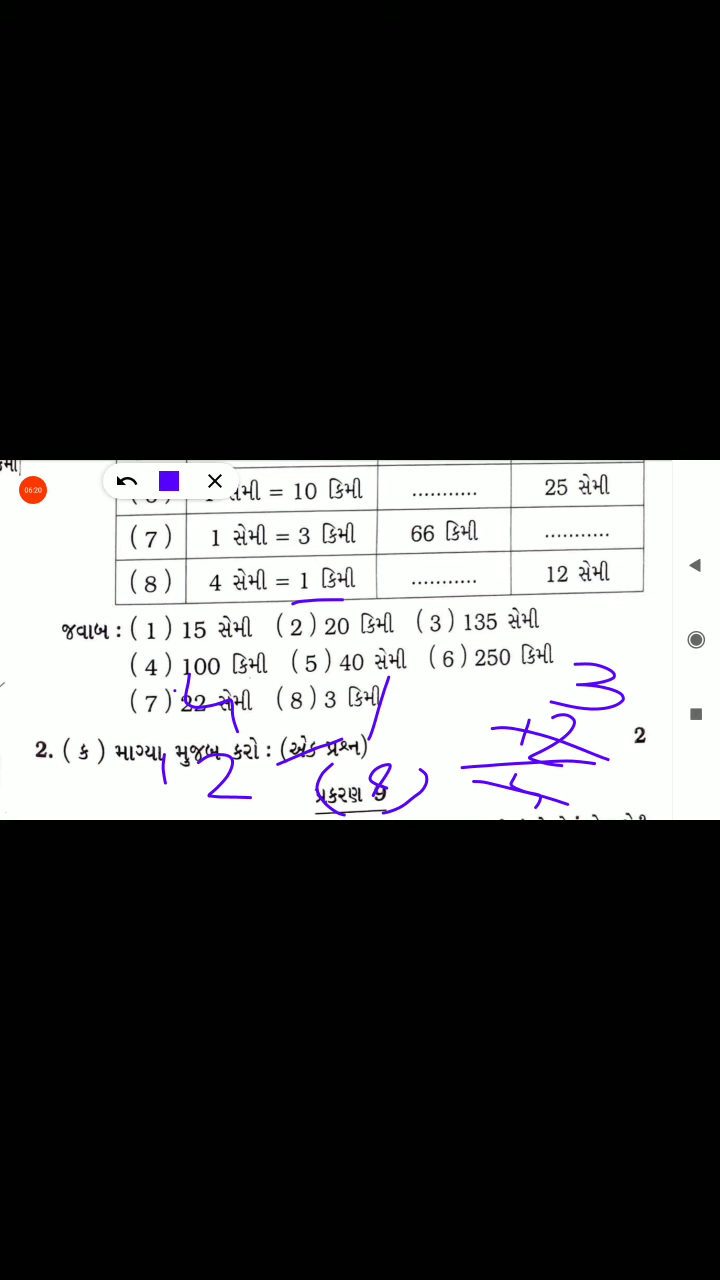 06:20
સેમી = 10 કિમી ........... 25 સેમી
( 7 ) 1 સેમી = 3 કિમી 66 કિમી ...........
( 8 ) 4 સેમી = 1 કિમી ........... 12 સેમી
જવાબ : ( 1 ) 15 સેમી ( 2 ) 20 કિમી ( 3 ) 135 સેમી
( 4 ) 100 કિમી ( 5 ) 40 સેમી ( 6 ) 250 કિમી
( 7 ) 22 સેમી ( 8 ) 3 કિમી
3
2. ( ક ) માગ્યા મુજબ કરો : (એક પ્રશ્ન) 2
+2
12 (8)
પ્રકરણ 9